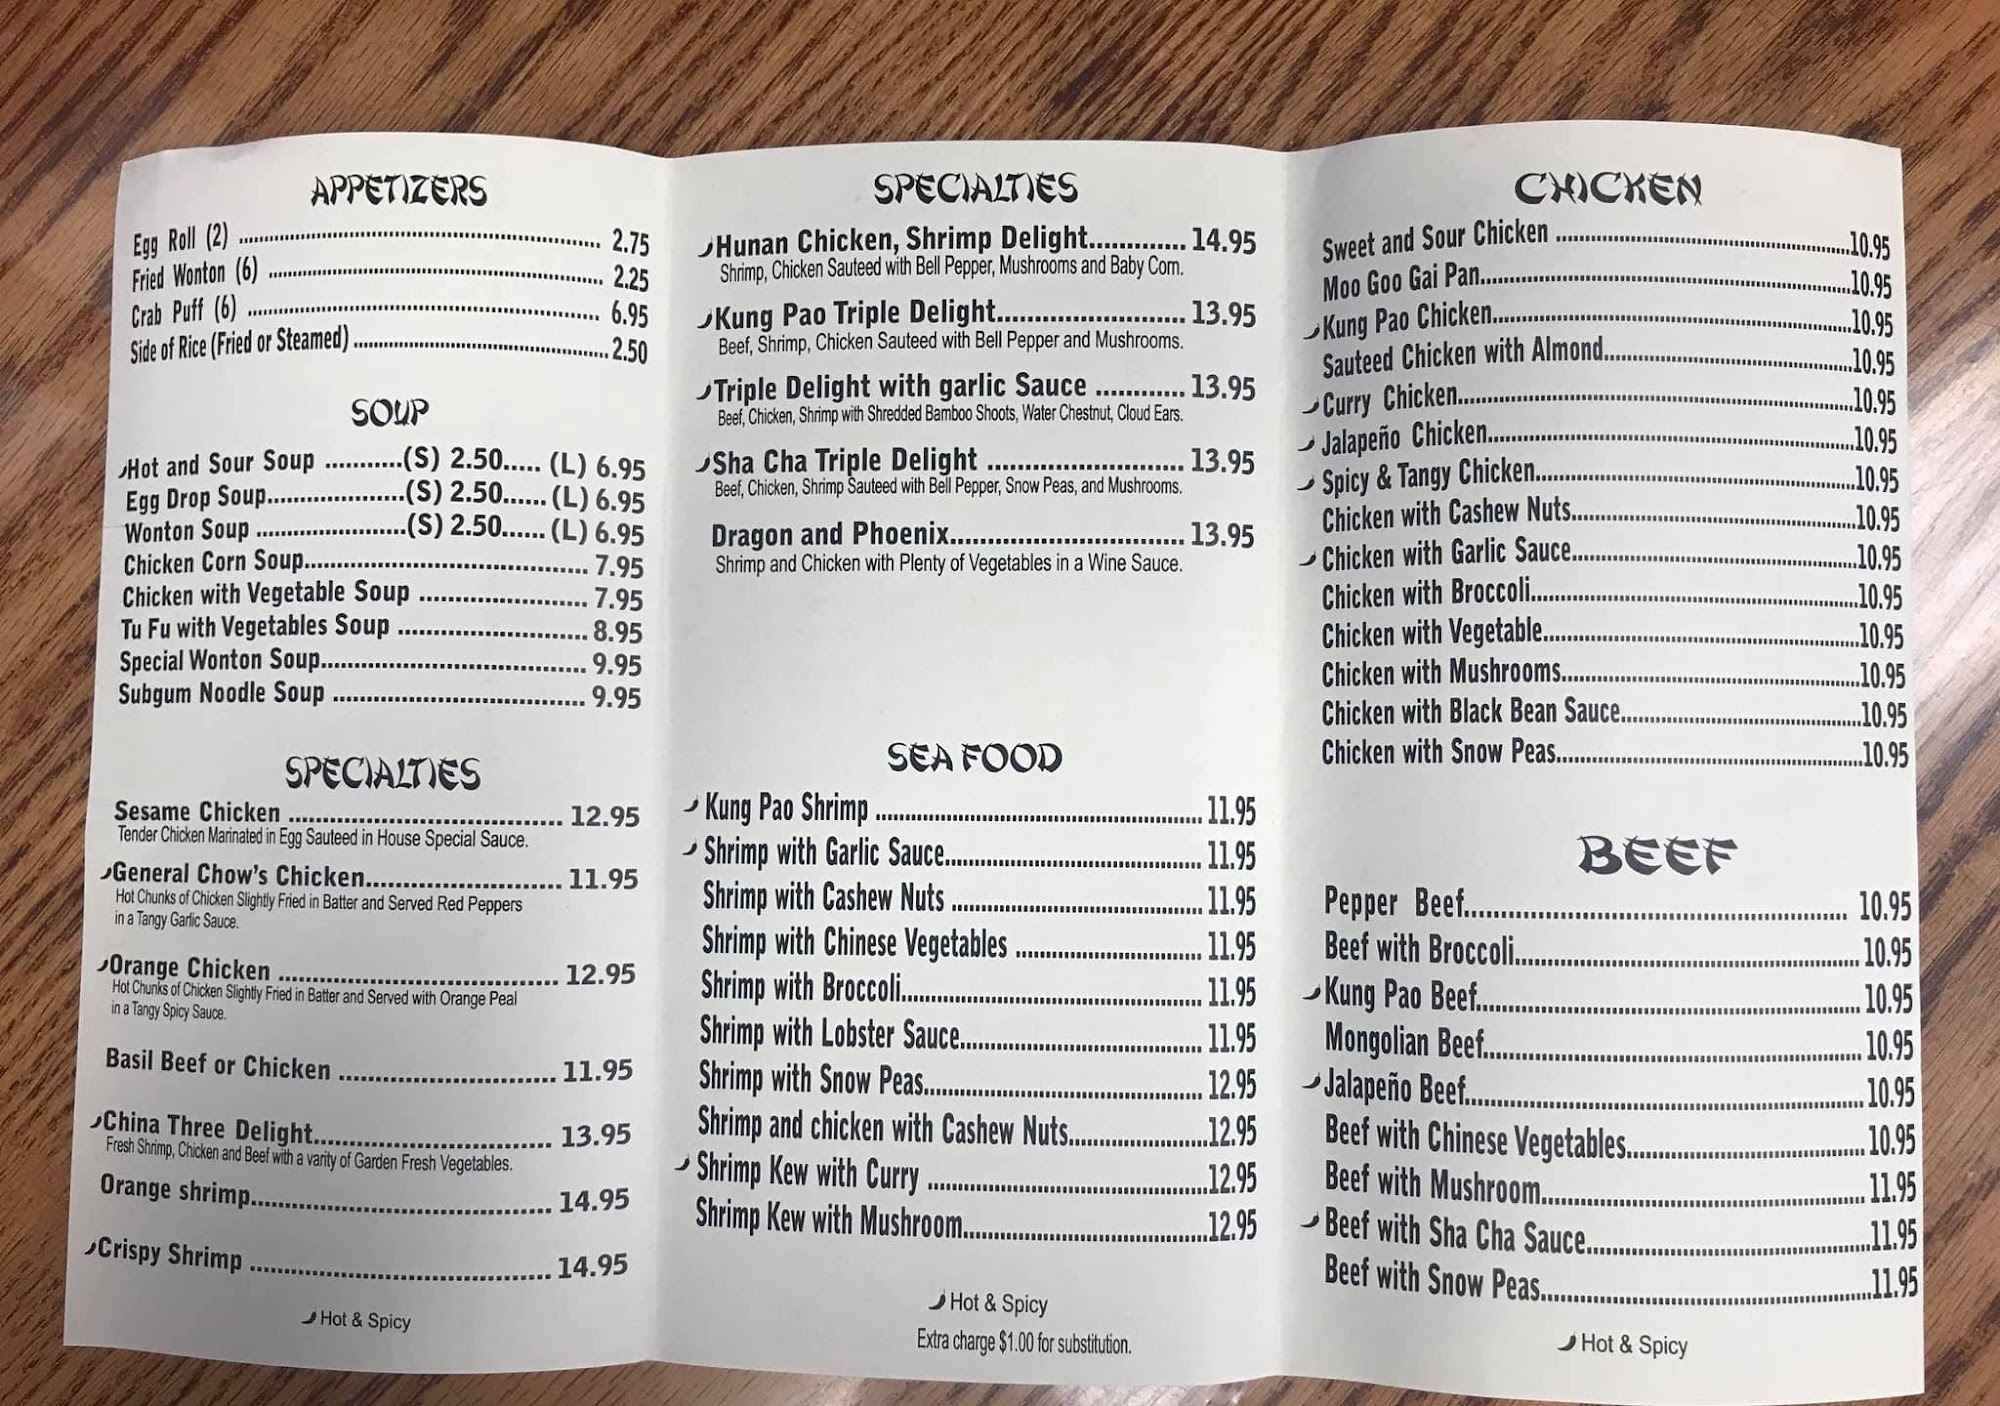 APPETIZERS
Egg Roll (2) ........ 2.75
Fried Wonton (6) ........ 2.25
Crab Puff (6) ........ 6.95
Side of Rice (Fried or Steamed) ........ 2.50
SOUP
Hot and Sour Soup ...........(S) 2.50..... (L) 6.95
Egg Drop Soup....................(S) 2.50...... (L) 6.95
Wonton Soup ......................(S) 2.50...... (L) 6.95
Chicken Corn Soup........ 7.95
Chicken with Vegetable Soup ........ 7.95
Tu Fu with Vegetables Soup ........ 8.95
Special Wonton Soup........ 9.95
Subgum Noodle Soup ........ 9.95
SPECIALTIES
Sesame Chicken ........ 12.95
Tender Chicken Marinated in Egg Sauteed in House Special Sauce.
General Chow's Chicken........ 11.95
Hot Chunks of Chicken Slightly Fried in Batter and Served Red Peppers
in a Tangy Garlic Sauce.
Orange Chicken ........ 12.95
Hot Chunks of Chicken Slightly Fried in Batter and Served with Orange Peal
in a Tangy Spicy Sauce.
Basil Beef or Chicken ........ 11.95
China Three Delight........ 13.95
Fresh Shrimp, Chicken and Beef with a varity of Garden Fresh Vegetables.
Orange shrimp........ 14.95
Crispy Shrimp ........ 14.95
Hot & Spicy
SPECIALTIES
Hunan Chicken, Shrimp Delight........ 14.95
Shrimp, Chicken Sauteed with Bell Pepper, Mushrooms and Baby Corn.
Kung Pao Triple Delight........ 13.95
Beef, Shrimp, Chicken Sauteed with Bell Pepper and Mushrooms.
Triple Delight with garlic Sauce ........ 13.95
Beef, Chicken, Shrimp with Shredded Bamboo Shoots, Water Chestnut, Cloud Ears.
Sha Cha Triple Delight ........ 13.95
Beef, Chicken, Shrimp Sauteed with Bell Pepper, Snow Peas, and Mushrooms.
Dragon and Phoenix........ 13.95
Shrimp and Chicken with Plenty of Vegetables in a Wine Sauce.
SEA FOOD
Kung Pao Shrimp ........ 11.95
Shrimp with Garlic Sauce........ 11.95
Shrimp with Cashew Nuts ........ 11.95
Shrimp with Chinese Vegetables ........ 11.95
Shrimp with Broccoli........ 11.95
Shrimp with Lobster Sauce........ 11.95
Shrimp with Snow Peas........ 12.95
Shrimp and chicken with Cashew Nuts........12.95
Shrimp Kew with Curry ........12.95
Shrimp Kew with Mushroom........12.95
Hot & Spicy
Extra charge $1.00 for substitution.
CHICKEN
Sweet and Sour Chicken ........10.95
Moo Goo Gai Pan........10.95
Kung Pao Chicken........10.95
Sauteed Chicken with Almond........10.95
Curry Chicken........10.95
Jalapeño Chicken........10.95
Spicy & Tangy Chicken........10.95
Chicken with Cashew Nuts........10.95
Chicken with Garlic Sauce........10.95
Chicken with Broccoli........10.95
Chicken with Vegetable........10.95
Chicken with Mushrooms........10.95
Chicken with Black Bean Sauce........10.95
Chicken with Snow Peas........10.95
BEEF
Pepper Beef........ 10.95
Beef with Broccoli........ 10.95
Kung Pao Beef........ 10.95
Mongolian Beef........ 10.95
Jalapeño Beef........ 10.95
Beef with Chinese Vegetables........ 10.95
Beef with Mushroom........ 11.95
Beef with Sha Cha Sauce........11.95
Beef with Snow Peas........11.95
Hot & Spicy